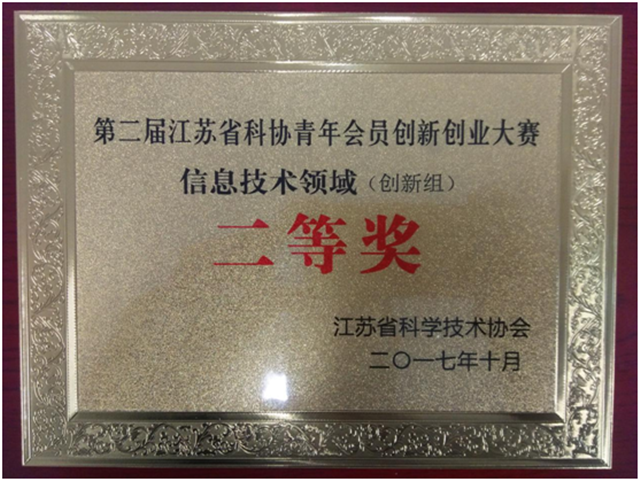 第二届江苏省科协青年会员创新创业大赛
信息技术领域（创新组）
二等奖
江苏省科学技术协会
二〇一七年十月